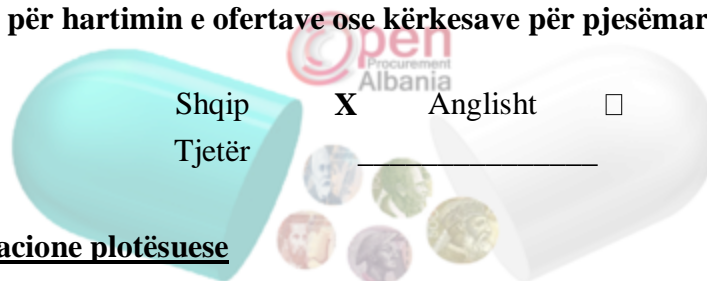 për hartimin e ofertave ose kërkesave për pjesëmar
Open
Procurement
Albania
Shqip X Anglisht □
Tjetër _______________
acione plotësuese